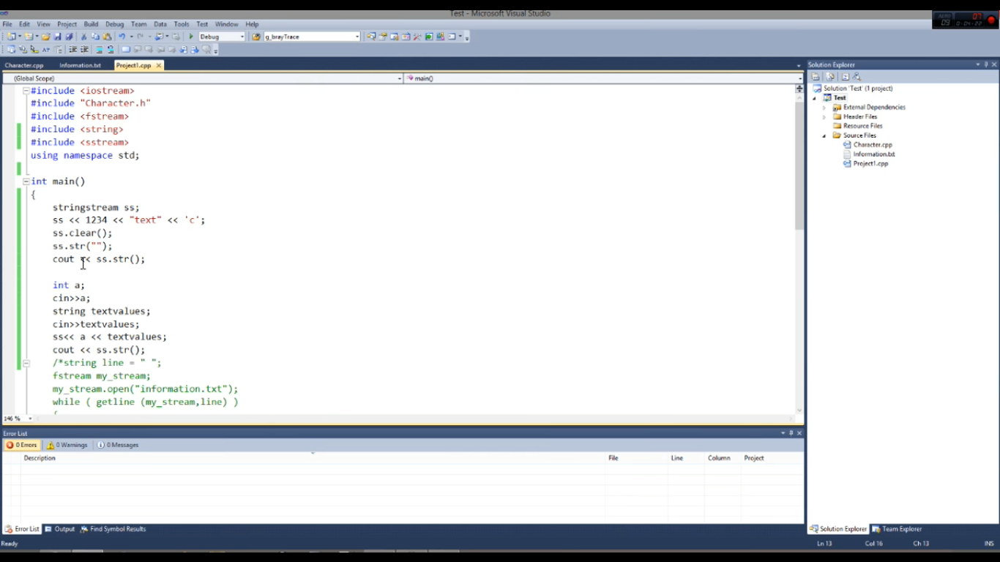 Test - Microsoft Visual Studio
File Edit View Project Build Debug Team Data Tools Test Window Help
Debug g_brayTrace
Character.cpp Information.txt Project1.cpp
(Global Scope) main()
#include <iostream>
#include "Character.h"
#include <fstream>
#include <string>
#include <sstream>
using namespace std;
int main()
{
stringstream ss;
ss << 1234 << "text" << 'c';
ss.clear();
ss.str("");
cout << ss.str();
int a;
cin>>a;
string textvalues;
cin>>textvalues;
ss<< a << textvalues;
cout << ss.str();
/*string line = " ";
fstream my_stream;
my_stream.open("information.txt");
while ( getline (my_stream,line) )
{
146 %
Error List
0 Errors 0 Warnings 0 Messages
Description File Line Column Project
Error List Output Find Symbol Results
Ready Ln 13 Col 16 Ch 13 INS
Solution Explorer
Solution 'Test' (1 project)
Test
External Dependencies
Header Files
Resource Files
Source Files
Character.cpp
Information.txt
Project1.cpp
Solution Explorer Team Explorer